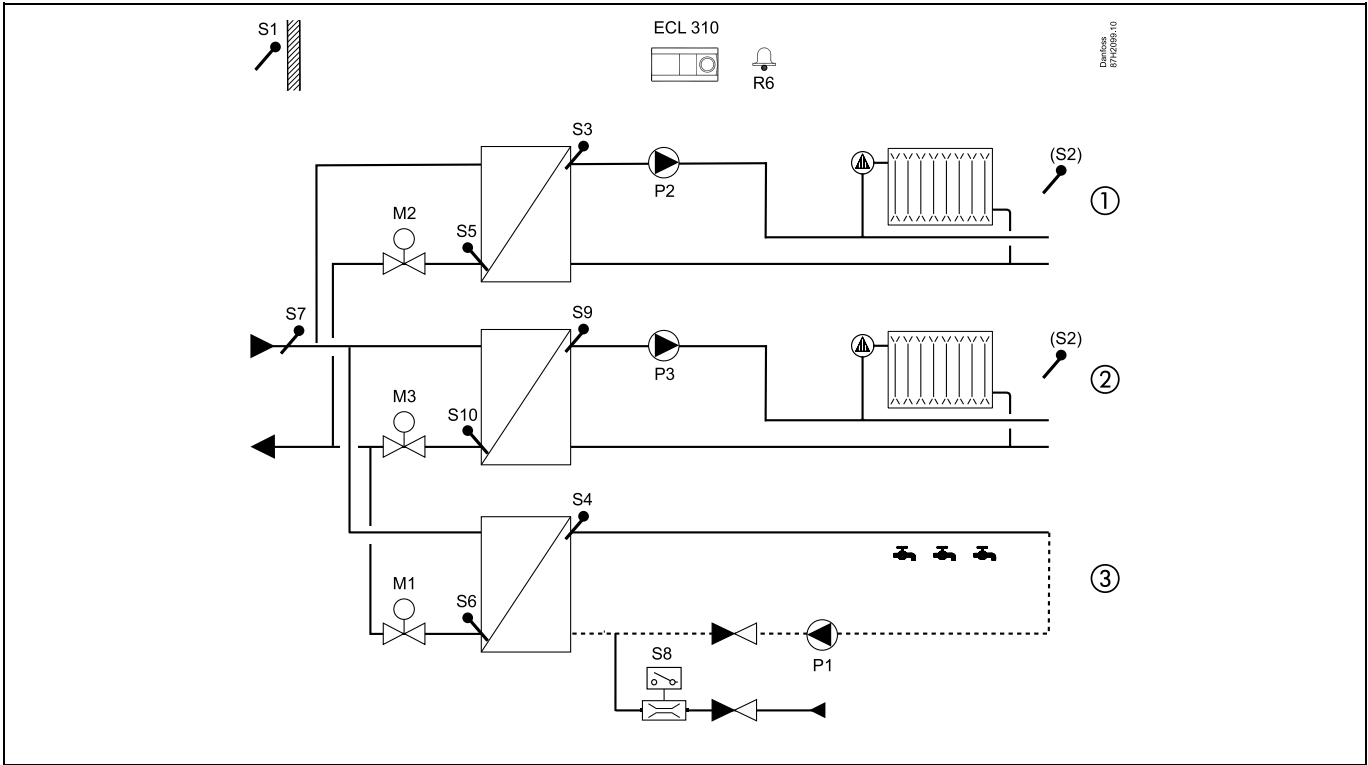 S1
ECL 310
R6
Danfoss
87H2099.10
S3
P2
(S2)
①
M2
S5
S7
S9
P3
(S2)
②
M3
S10
S4
③
M1
S6
P1
S8